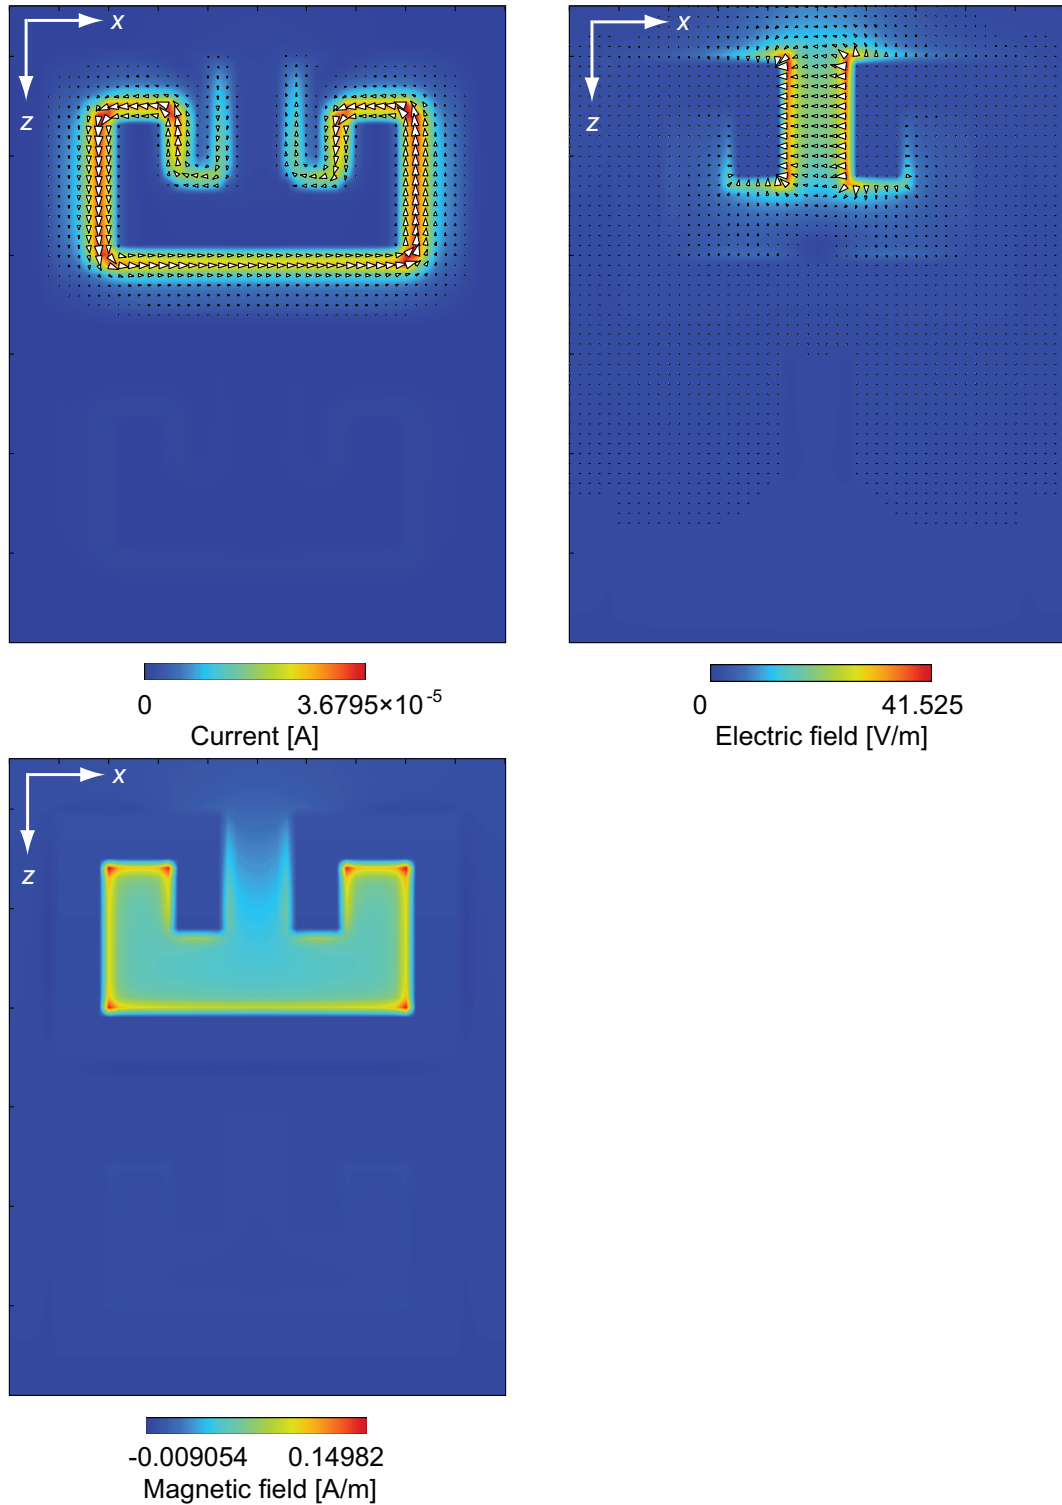 x
z
0 3.6795×10⁻⁵
Current [A]
x
z
0 41.525
Electric field [V/m]
x
z
-0.009054 0.14982
Magnetic field [A/m]